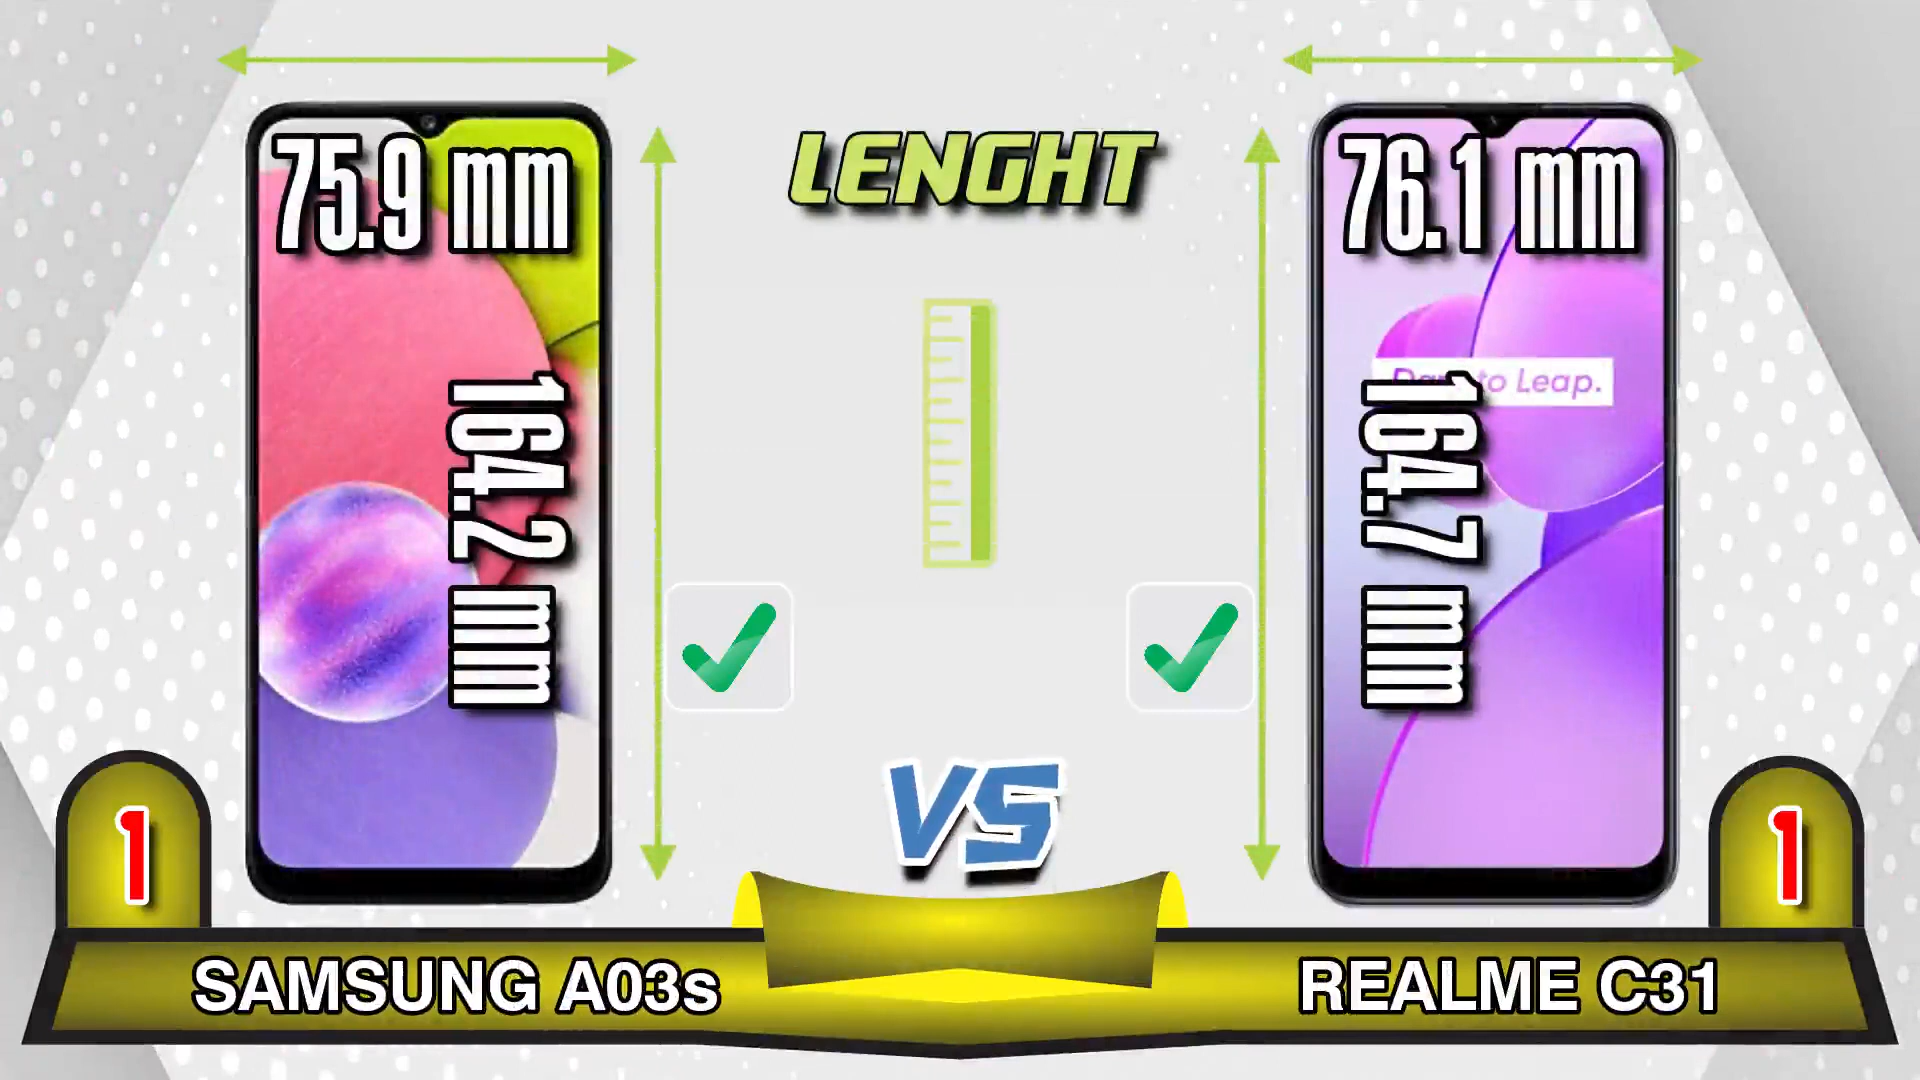 75.9 mm
164.2 mm
LENGHT
76.1 mm
to Leap.
164.7 mm
VS
1
1
SAMSUNG A03s
REALME C31